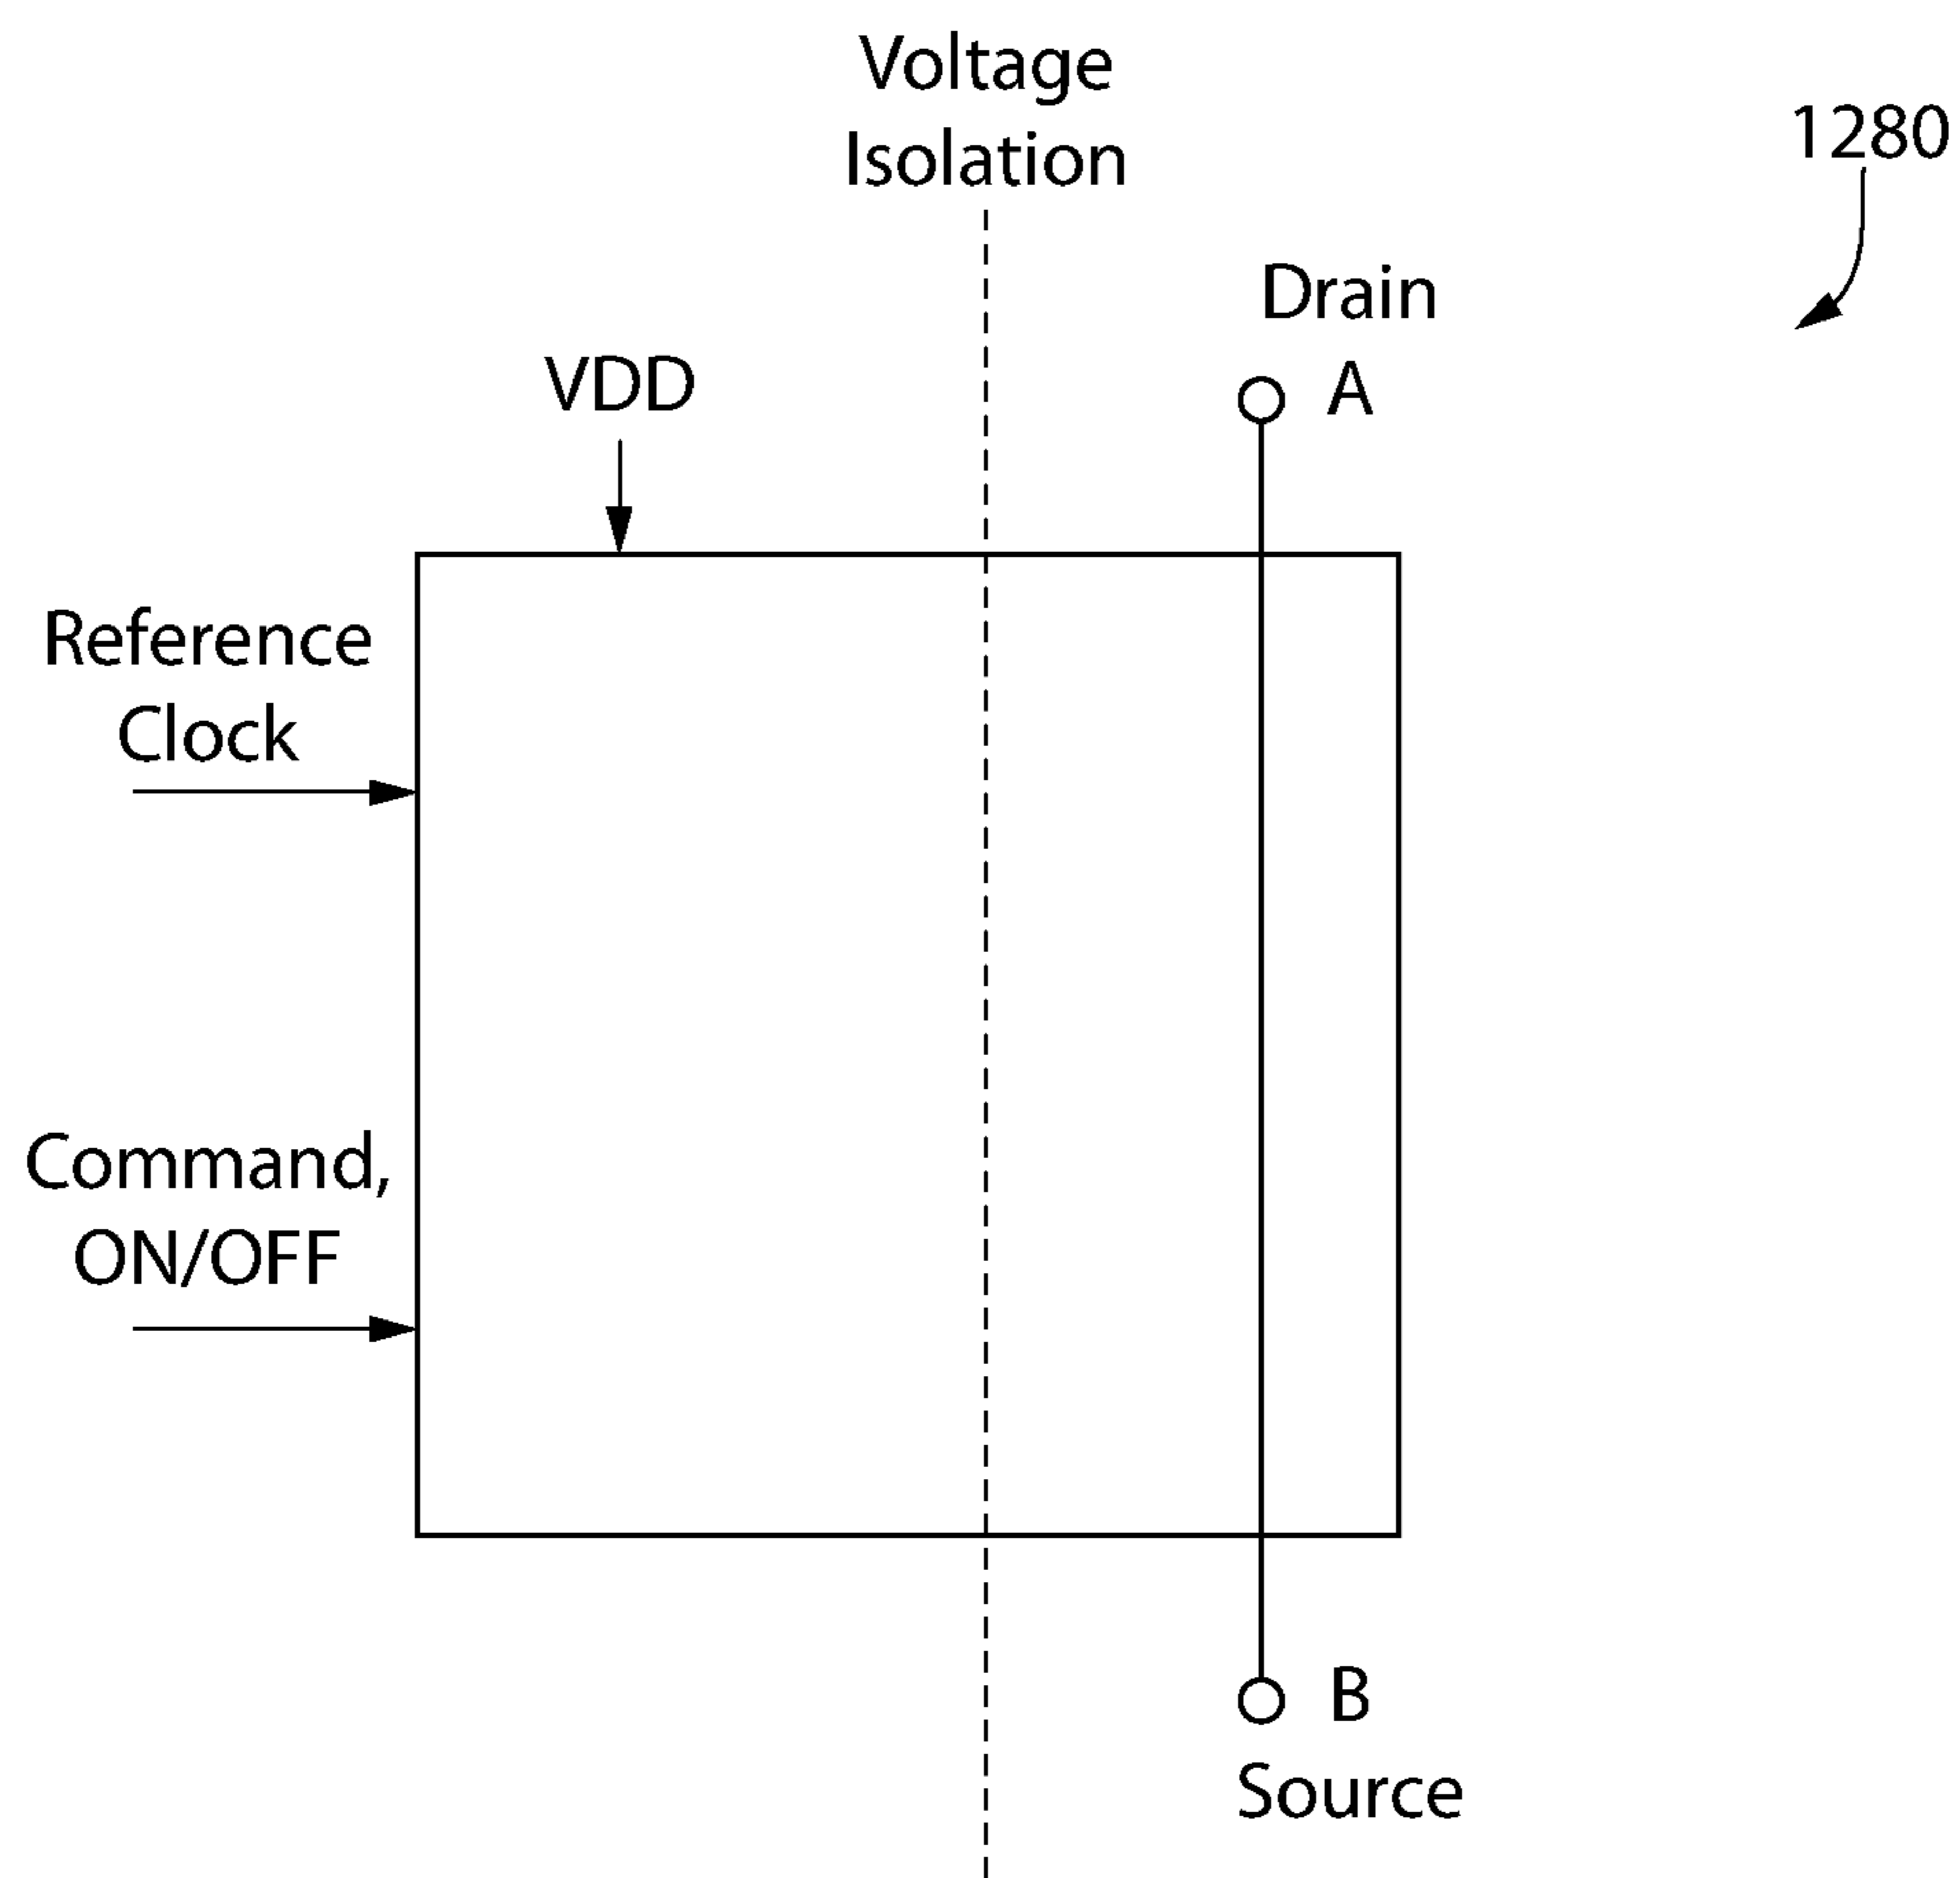 Voltage
Isolation
1280
Drain
A
VDD
Reference
Clock
Command,
ON/OFF
B
Source